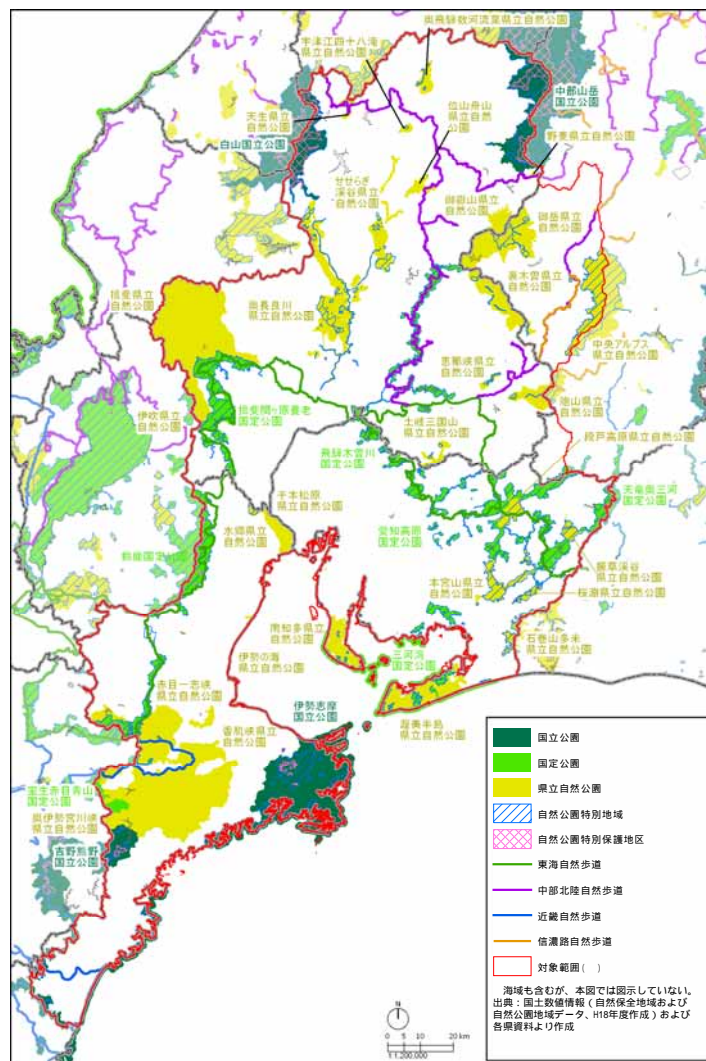 奥飛騨数河流葉県立自然公園
宇津江四十八滝
県立自然公園
位山舟山
県立自然
公園
中部山岳
国立公園
天生県立
自然公園
白山国立公園
野麦県立自然公園
せせらぎ
渓谷県立
自然公園
御嶽山県立
自然公園
御岳県立
自然公園
裏木曽県立
自然公園
揖斐県立
自然公園
奥長良川
県立自然公園
中央アルプス
県立自然公園
恵那峡県立
自然公園
伊吹県立
自然公園
揖斐関ヶ原養老
国定公園
土岐三国山
県立自然公園
段戸高原県立自然公園
飛騨木曽川
国定公園
千本松原
県立自然公園
天竜奥三河
国定公園
水郷県立
自然公園
愛知高原
国定公園
鈴鹿国定公園
本宮山県立
自然公園
県立自然公園
桜淵県立自然公園
南知多県立
自然公園
石巻山多米
県立自然公園
伊勢の海
県立自然公園
三河湾
国定公園
赤目一志峡
県立自然公園
伊勢志摩
国立公園
渥美半島
県立自然公園
香肌峡県立
自然公園
室生赤目青山
国定公園
奥伊勢宮川峡
県立自然公園
吉野熊野
国立公園
国立公園
国定公園
県立自然公園
自然公園特別地域
自然公園特別保護地区
東海自然歩道
中部北陸自然歩道
近畿自然歩道
信濃路自然歩道
対象範囲( )
海域も含むが、本図では図示していない。
出典:国土数値情報(自然保全地域および
自然公園地域データ、H18年度作成)および
各県資料より作成
N
0 5 10 20 km
1:1,200,000